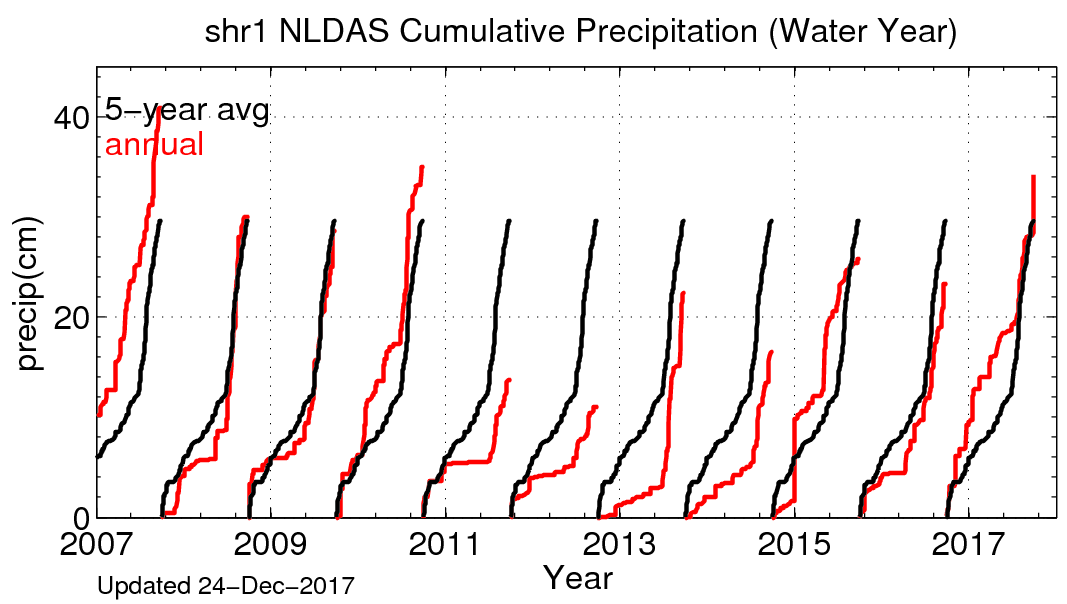 shr1 NLDAS Cumulative Precipitation (Water Year)
5−year avg
annual
40
20
0
precip(cm)
2007 2009 2011 2013 2015 2017
Year
Updated 24−Dec−2017